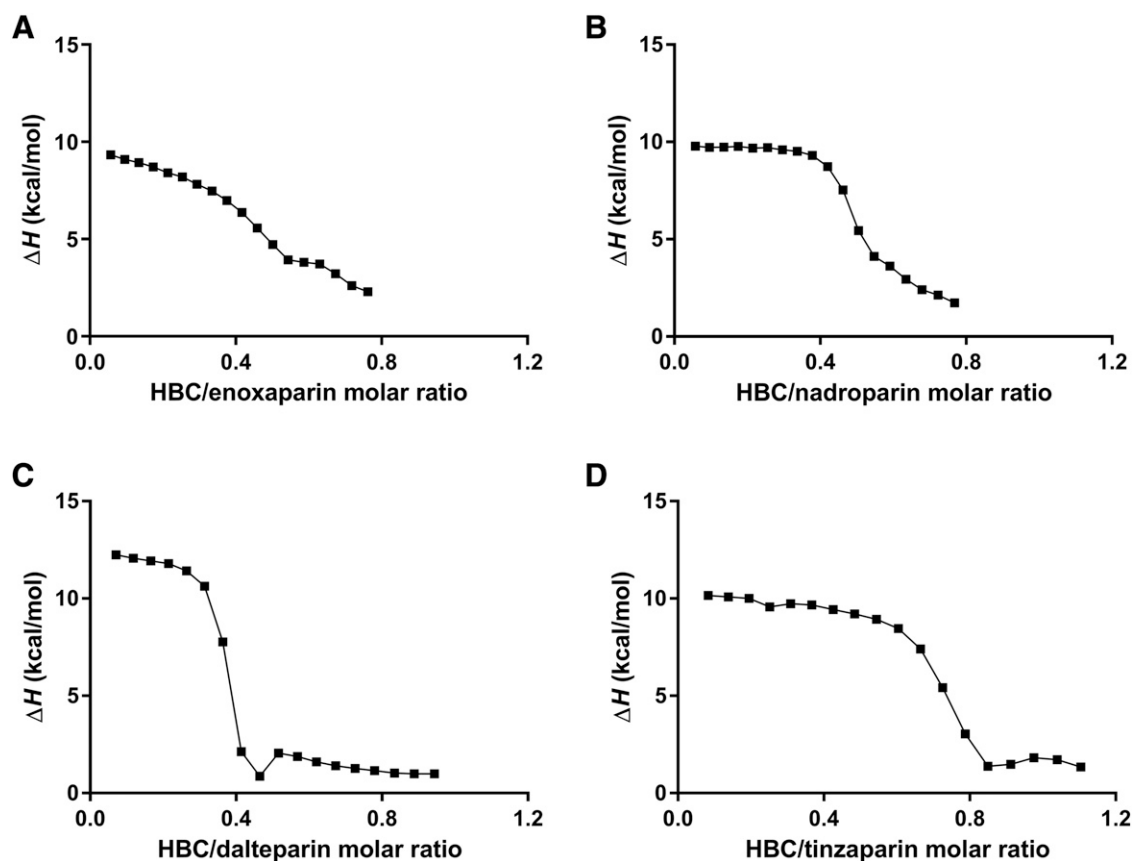 A
15
10
5
0
ΔH (kcal/mol)
0.0 0.4 0.8 1.2
HBC/enoxaparin molar ratio
B
15
10
5
0
ΔH (kcal/mol)
0.0 0.4 0.8 1.2
HBC/nadroparin molar ratio
C
15
10
5
0
ΔH (kcal/mol)
0.0 0.4 0.8 1.2
HBC/dalteparin molar ratio
D
15
10
5
0
ΔH (kcal/mol)
0.0 0.4 0.8 1.2
HBC/tinzaparin molar ratio